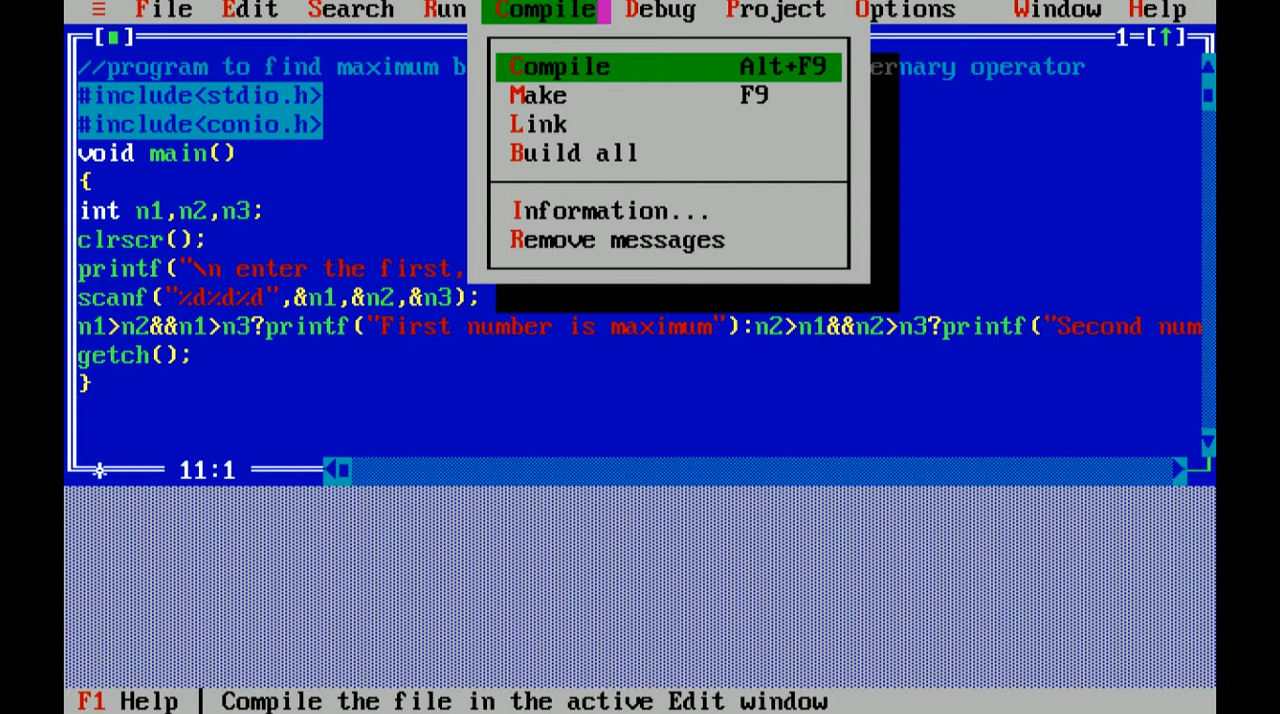 ≡ File Edit Search Run Compile Debug Project Options Window Help
[■] 1=[↑]
//program to find maximum b ernary operator
#include<stdio.h>
#include<conio.h>
void main()
{
int n1,n2,n3;
clrscr();
printf("\n enter the first,
scanf("%d%d%d",&n1,&n2,&n3);
n1>n2&&n1>n3?printf("First number is maximum"):n2>n1&&n2>n3?printf("Second num
getch();
}
Compile Alt+F9
Make F9
Link
Build all
Information...
Remove messages
11:1
F1 Help | Compile the file in the active Edit window